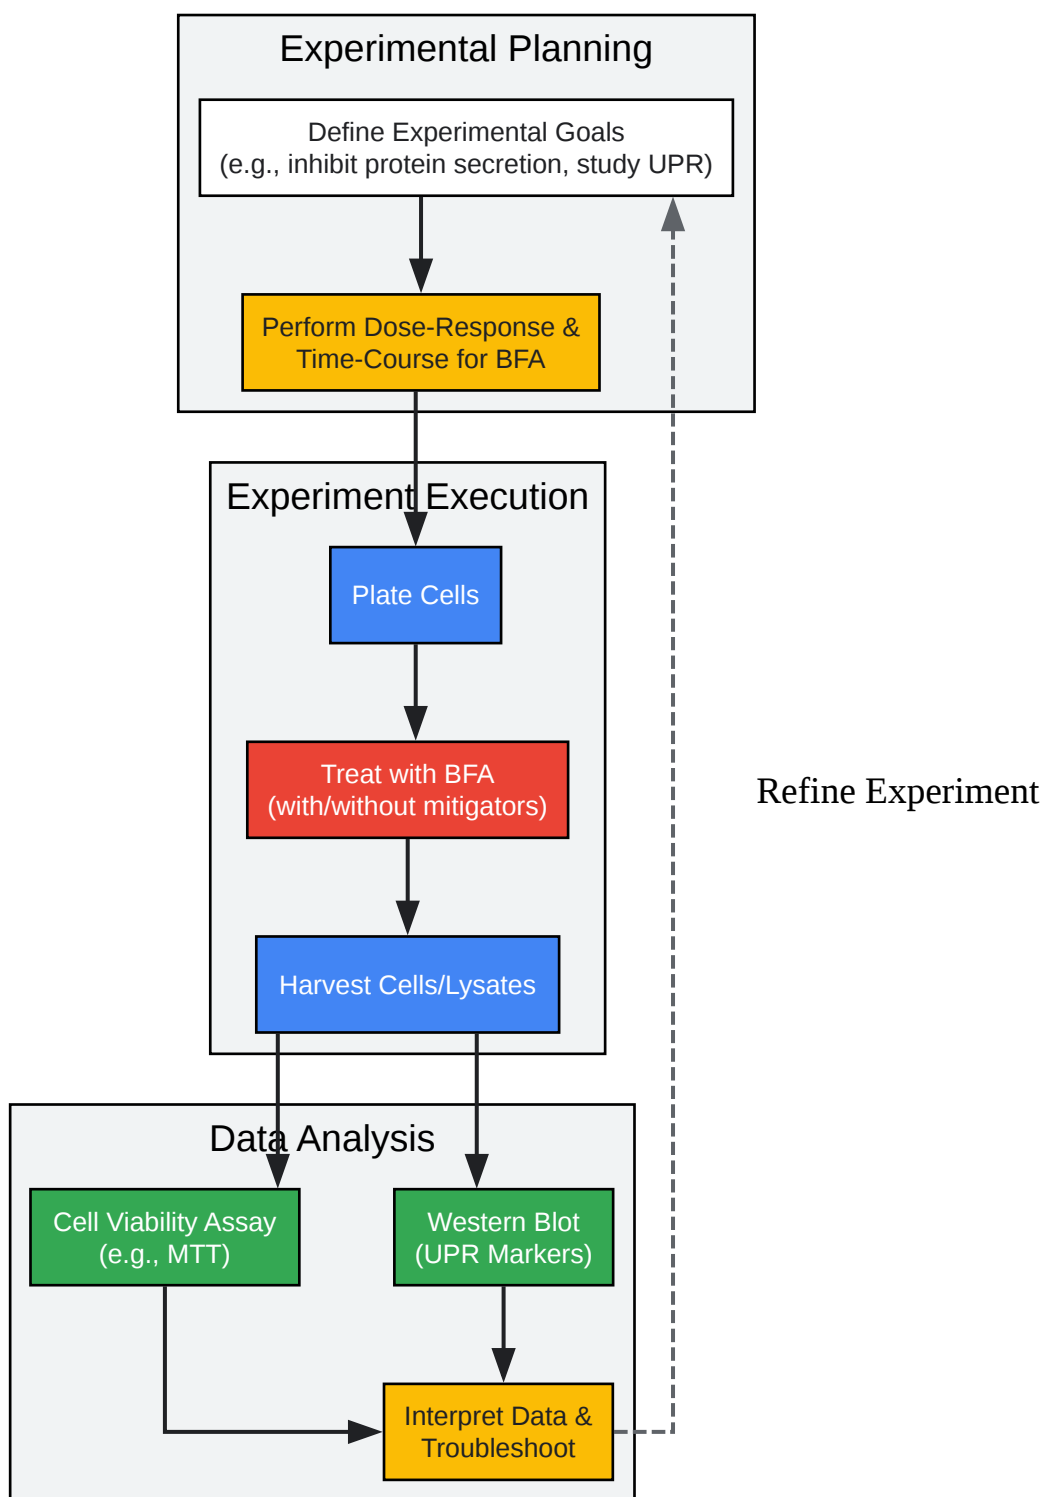 Experimental Planning
Define Experimental Goals
(e.g., inhibit protein secretion, study UPR)
Perform Dose-Response &
Time-Course for BFA
Experiment Execution
Plate Cells
Treat with BFA
(with/without mitigators)
Refine Experiment
Harvest Cells/Lysates
Data Analysis
Cell Viability Assay
(e.g., MTT)
Western Blot
(UPR Markers)
Interpret Data &
Troubleshoot